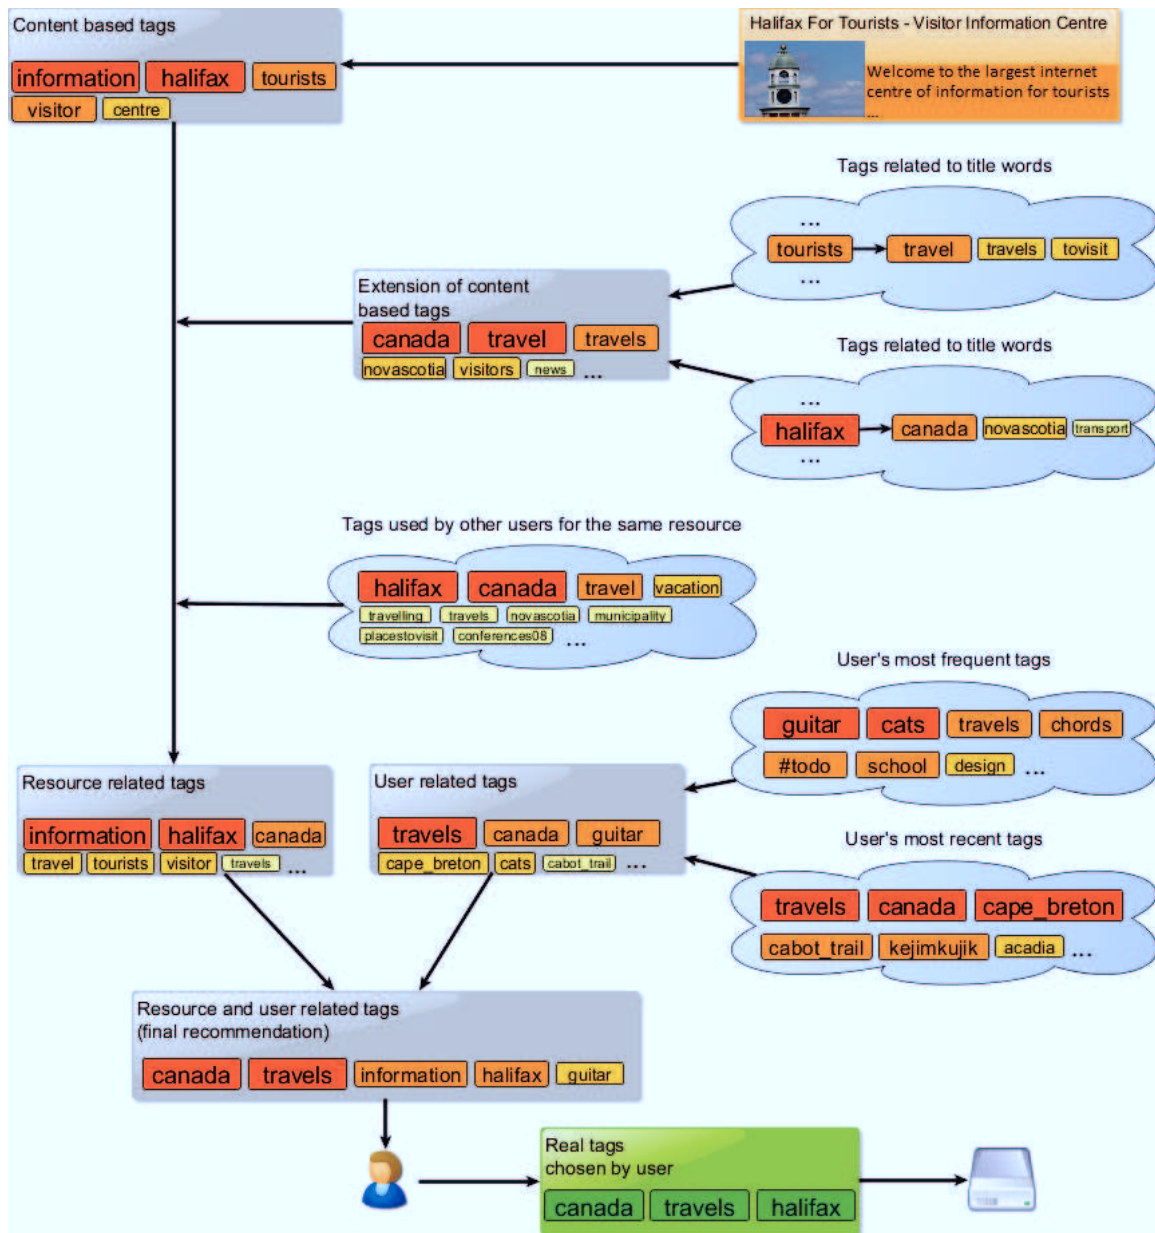 Content based tags
information halifax tourists
visitor centre
Halifax For Tourists - Visitor Information Centre
Welcome to the largest internet
centre of information for tourists
...
Tags related to title words
...
tourists travel travels tovisit
...
Extension of content
based tags
canada travel travels
novascotia visitors news ...
Tags related to title words
...
halifax canada novascotia transport
...
Tags used by other users for the same resource
halifax canada travel vacation
travelling travels novascotia municipality
placestovisit conferences08 ...
User's most frequent tags
guitar cats travels chords
#todo school design ...
Resource related tags
information halifax canada
travel tourists visitor travels ...
User related tags
travels canada guitar
cape_breton cats cabot_trail ...
User's most recent tags
travels canada cape_breton
cabot_trail kejimkujik acadia ...
Resource and user related tags
(final recommendation)
canada travels information halifax guitar
Real tags
chosen by user
canada travels halifax